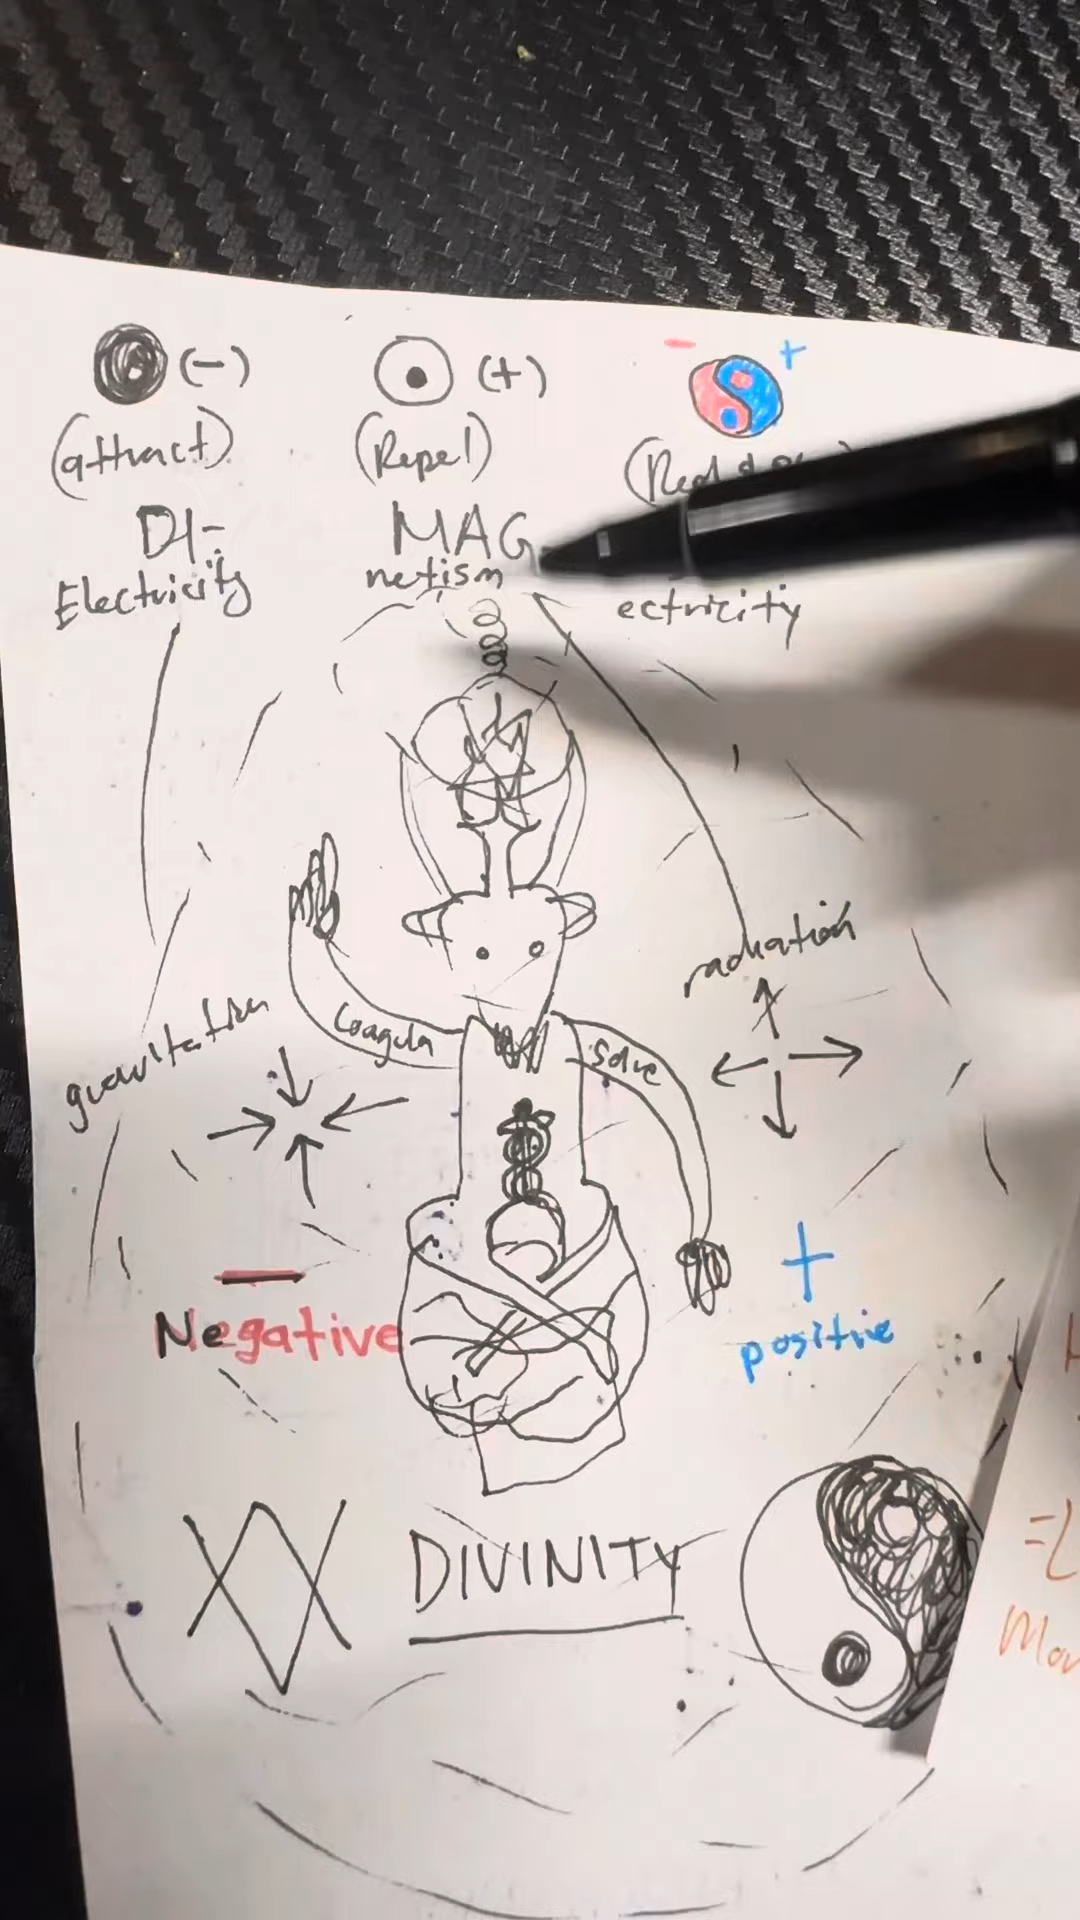 (-)
(+)
- +
(attract)
(Repel)
DI-
Electricity
MAG
netism
ectricity
radiation
gravitation
Coagula
Solve
-
Negative
+
positive
DIVINITY